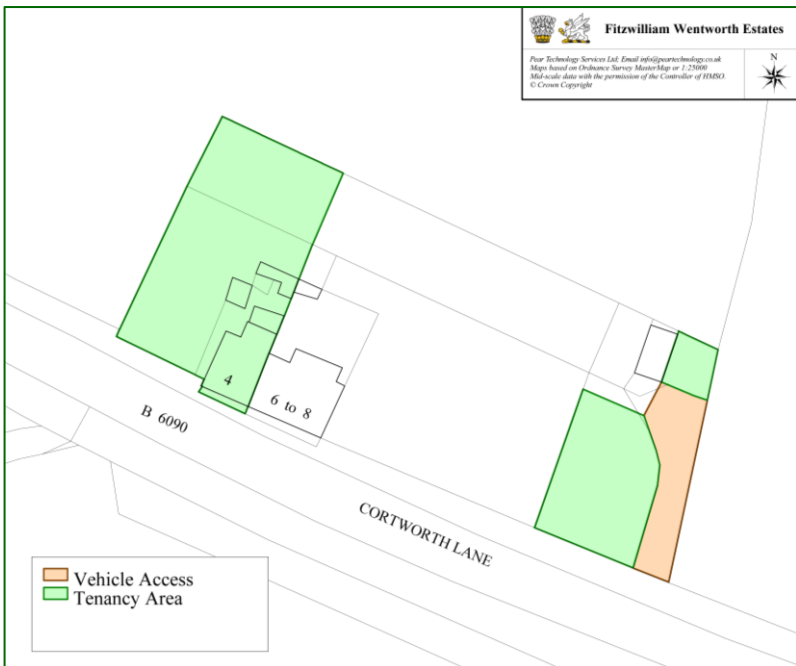 Fitzwilliam Wentworth Estates
Pear Technology Services Ltd; Email info@peartechnology.co.uk
Maps based on Ordnance Survey MasterMap or 1:25000
Mid-scale data with the permission of the Controller of HMSO.
© Crown Copyright
N
4
6 to 8
B 6090
CORTWORTH LANE
Vehicle Access
Tenancy Area